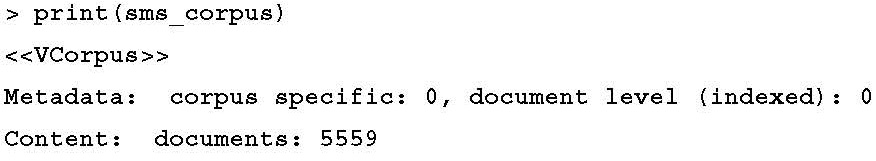 > print(sms_corpus)
<<VCorpus>>
Metadata:  corpus specific: 0, document level (indexed): 0
Content:  documents: 5559